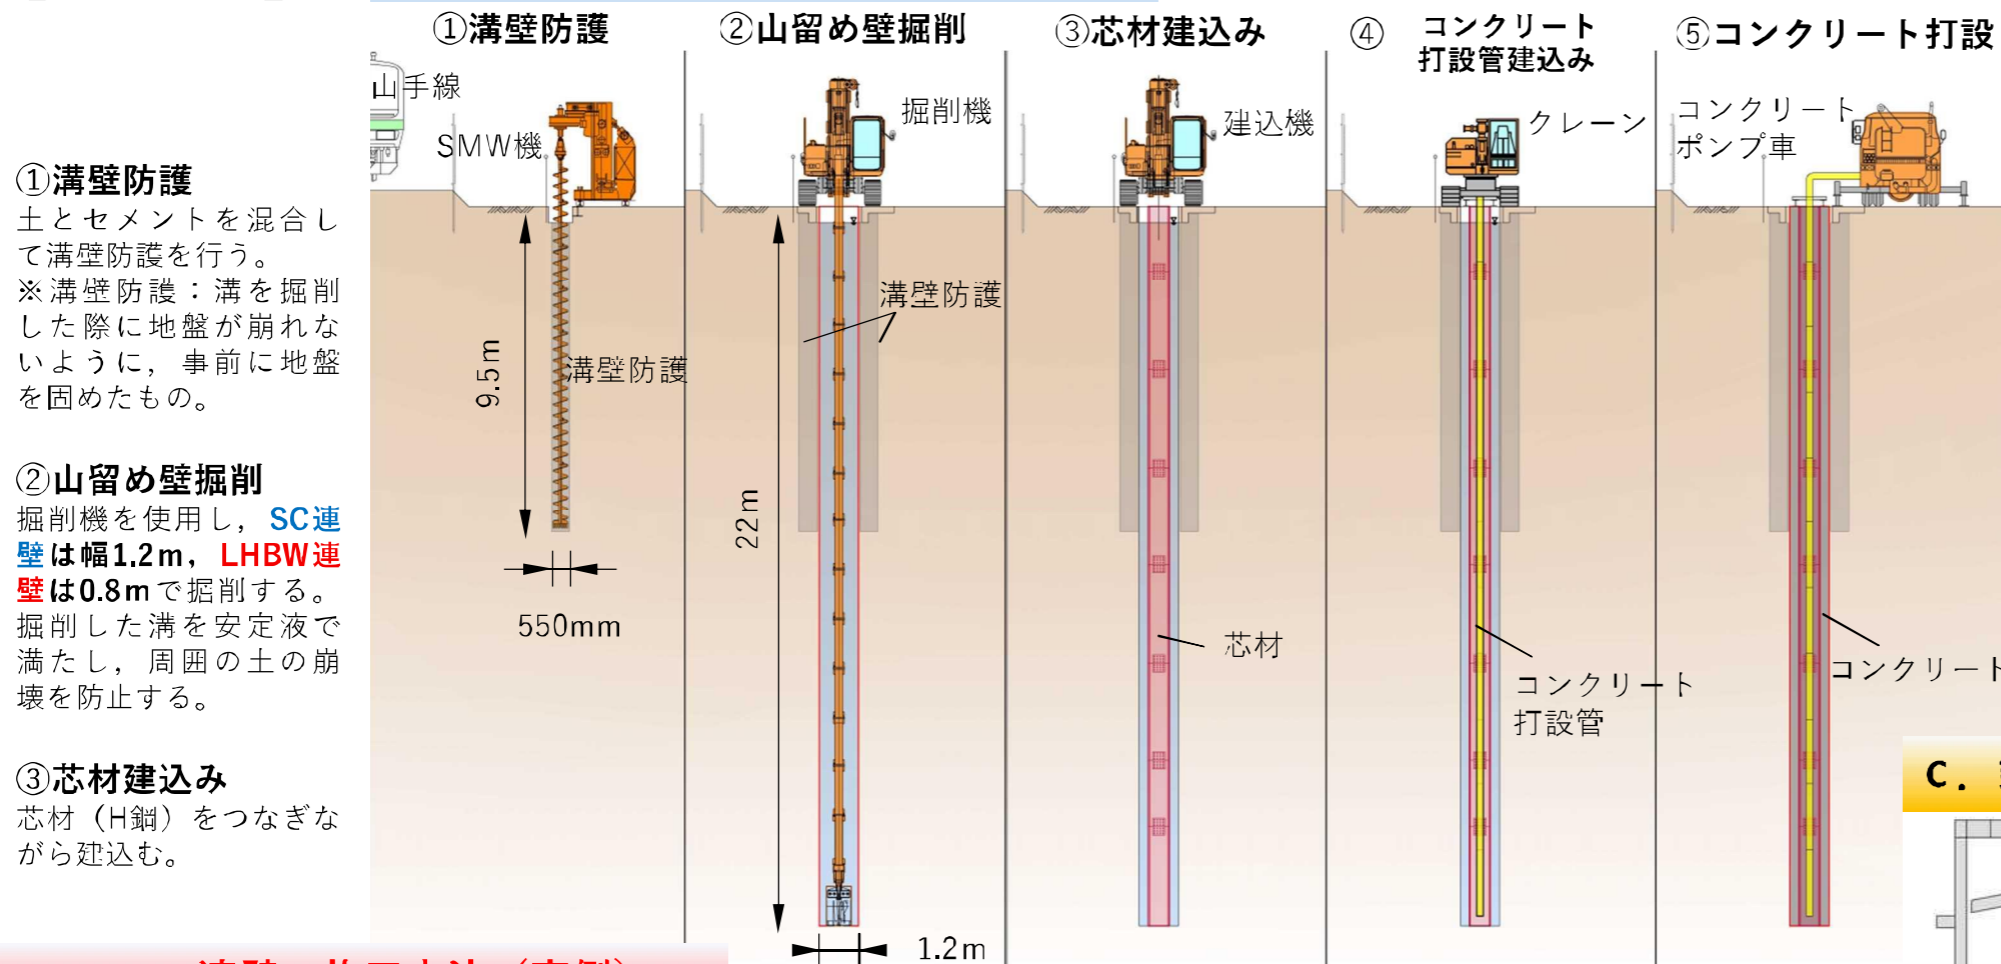 ①溝壁防護
土とセメントを混合し
て溝壁防護を行う。
※溝壁防護：溝を掘削
した際に地盤が崩れな
いように，事前に地盤
を固めたもの。
②山留め壁掘削
掘削機を使用し，SC連
壁は幅1.2m，LHBW連
壁は0.8mで掘削する。
掘削した溝を安定液で
満たし，周囲の土の崩
壊を防止する。
③芯材建込み
芯材（H鋼）をつなぎな
がら建込む。
①溝壁防護
山手線
SMW機
9.5m
溝壁防護
550mm
②山留め壁掘削
掘削機
溝壁防護
22m
1.2m
③芯材建込み
建込機
芯材
④ コンクリート
打設管建込み
クレーン
コンクリート
打設管
⑤コンクリート打設
コンクリート
ポンプ車
コンクリート
C．